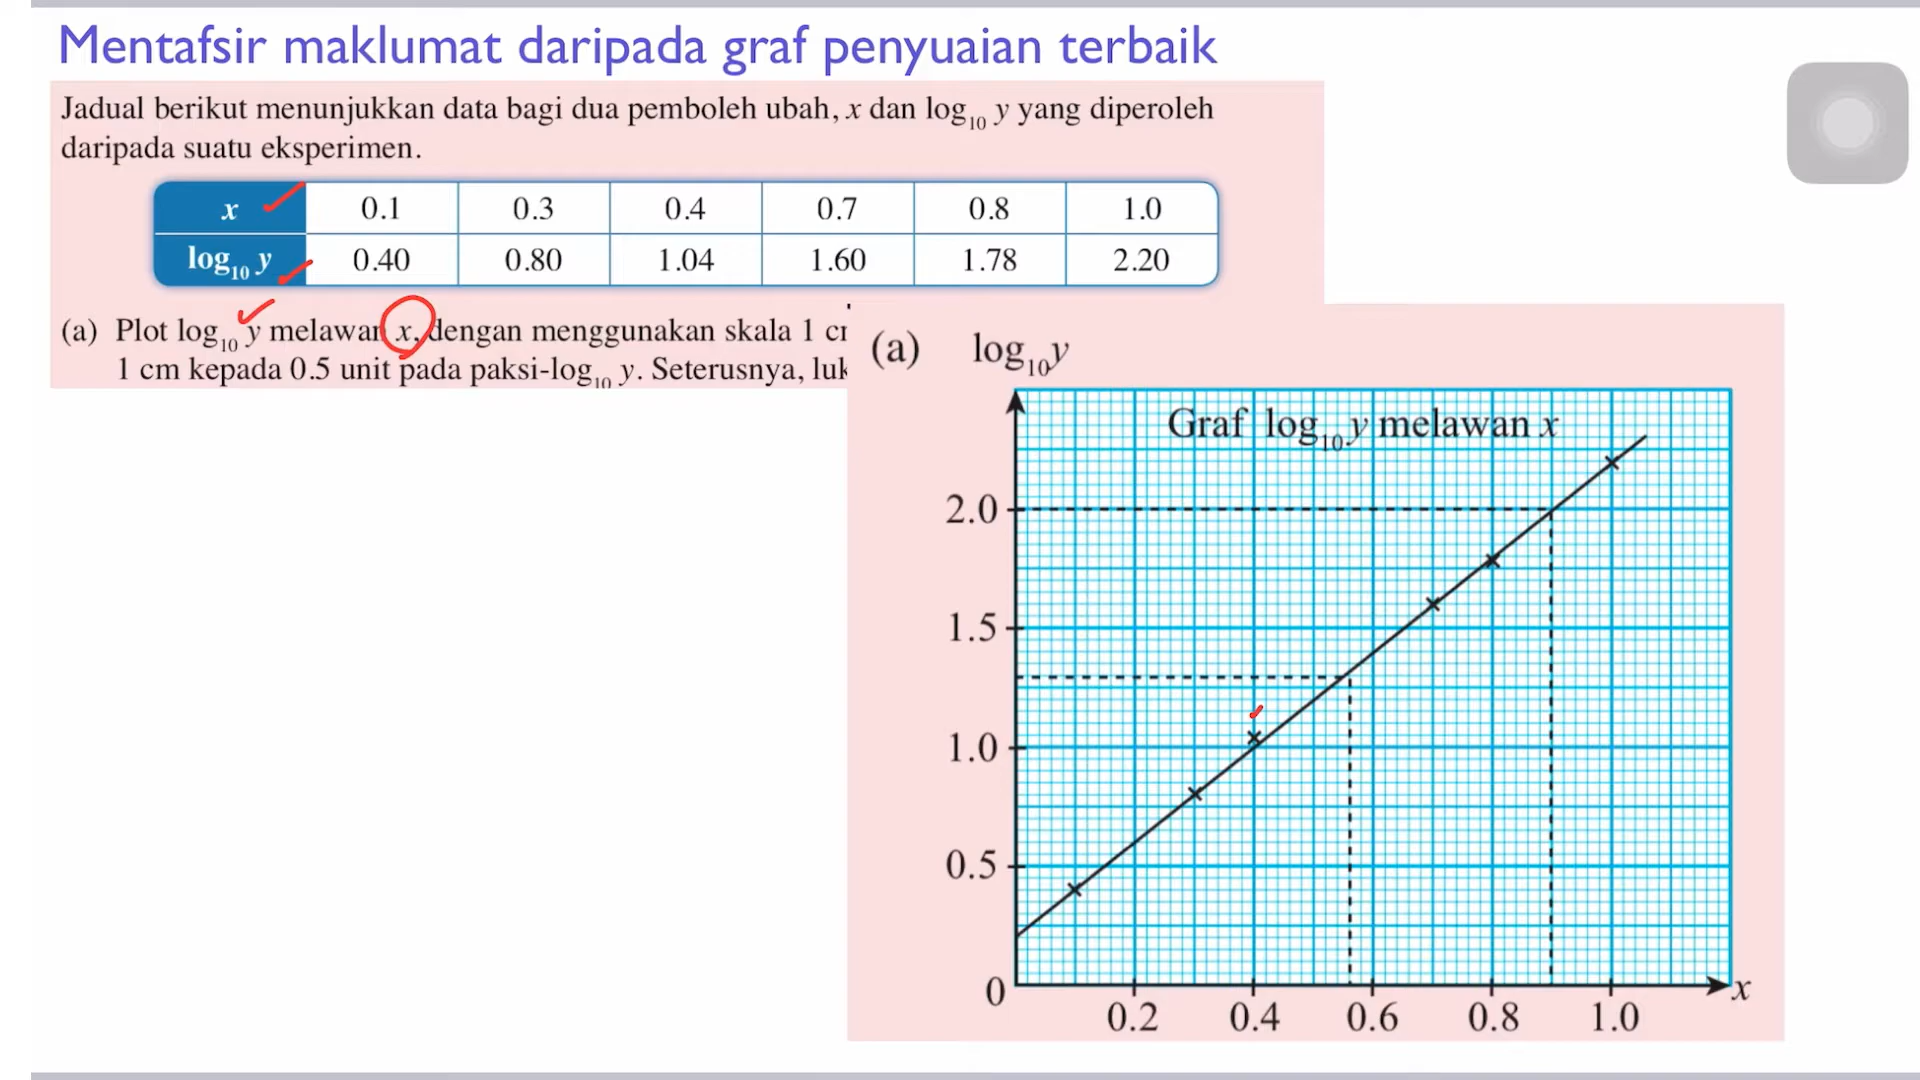 Mentafsir maklumat daripada graf penyuaian terbaik
Jadual berikut menunjukkan data bagi dua pemboleh ubah, x dan log₁₀ y yang diperoleh
daripada suatu eksperimen.
x 0.1 0.3 0.4 0.7 0.8 1.0
log₁₀ y 0.40 0.80 1.04 1.60 1.78 2.20
(a) Plot log₁₀ y melawan x, dengan menggunakan skala 1
1 cm kepada 0.5 unit pada paksi-log₁₀ y. Seterusnya,
(a) log₁₀y
Graf log₁₀y melawan x
2.0
1.5
1.0
0.5
0
x
0.2 0.4 0.6 0.8 1.0